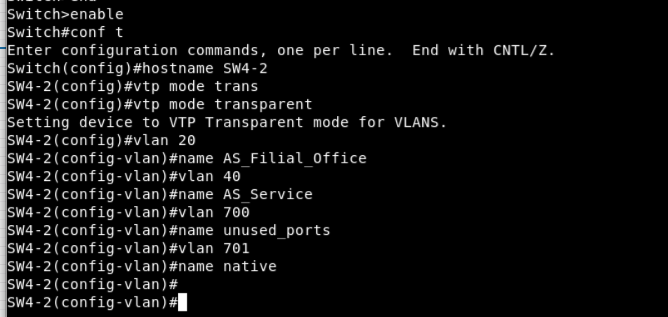 Switch>enable
Switch#conf t
Enter configuration commands, one per line.  End with CNTL/Z.
Switch(config)#hostname SW4-2
SW4-2(config)#vtp mode trans
SW4-2(config)#vtp mode transparent
Setting device to VTP Transparent mode for VLANS.
SW4-2(config)#vlan 20
SW4-2(config-vlan)#name AS_Filial_Office
SW4-2(config-vlan)#vlan 40
SW4-2(config-vlan)#name AS_Service
SW4-2(config-vlan)#vlan 700
SW4-2(config-vlan)#name unused_ports
SW4-2(config-vlan)#vlan 701
SW4-2(config-vlan)#name native
SW4-2(config-vlan)#
SW4-2(config-vlan)#